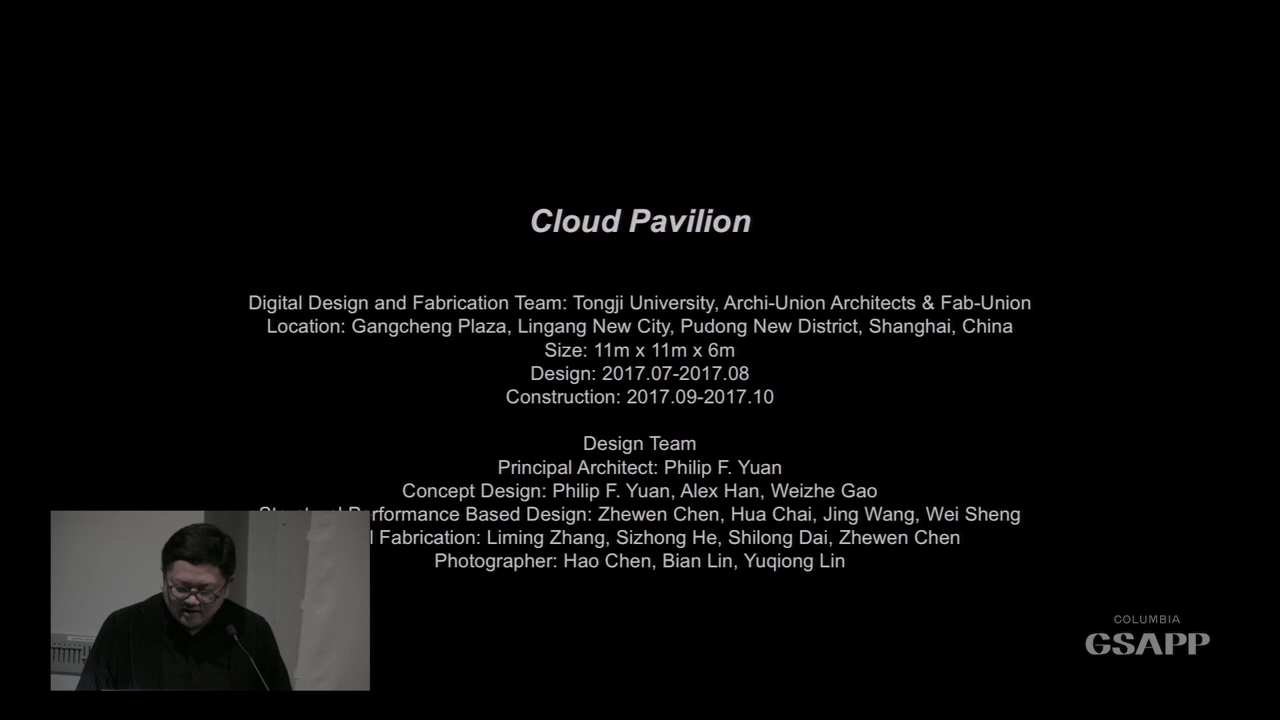 Cloud Pavilion
Digital Design and Fabrication Team: Tongji University, Archi-Union Architects & Fab-Union
Location: Gangcheng Plaza, Lingang New City, Pudong New District, Shanghai, China
Size: 11m x 11m x 6m
Design: 2017.07-2017.08
Construction: 2017.09-2017.10
Design Team
Principal Architect: Philip F. Yuan
Concept Design: Philip F. Yuan, Alex Han, Weizhe Gao
Structural Performance Based Design: Zhewen Chen, Hua Chai, Jing Wang, Wei Sheng
Fabrication: Liming Zhang, Sizhong He, Shilong Dai, Zhewen Chen
Photographer: Hao Chen, Bian Lin, Yuqiong Lin
COLUMBIA
GSAPP